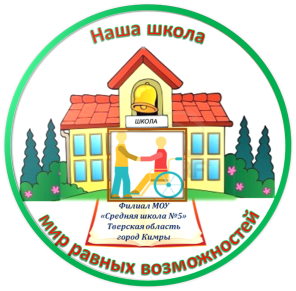 Наша школа
ШКОЛА
Филиал МОУ
«Средняя школа №5»
Тверская область
город Кимры
мир равных возможностей